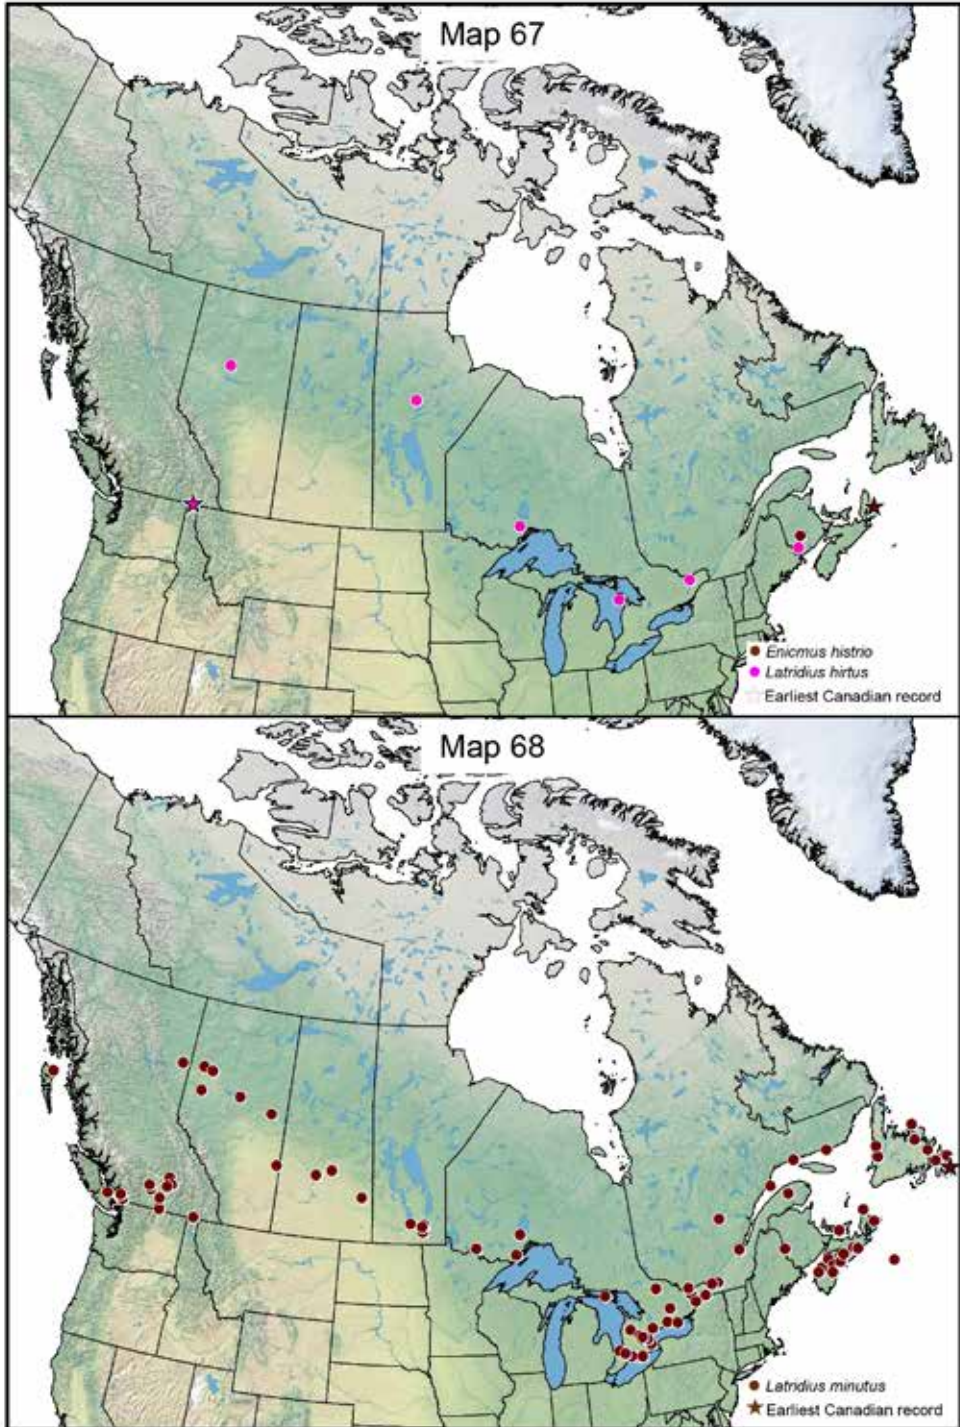 Map 67
Enicmus histrio
Latridius hirtus
Earliest Canadian record
Map 68
Latridius minutus
Earliest Canadian record